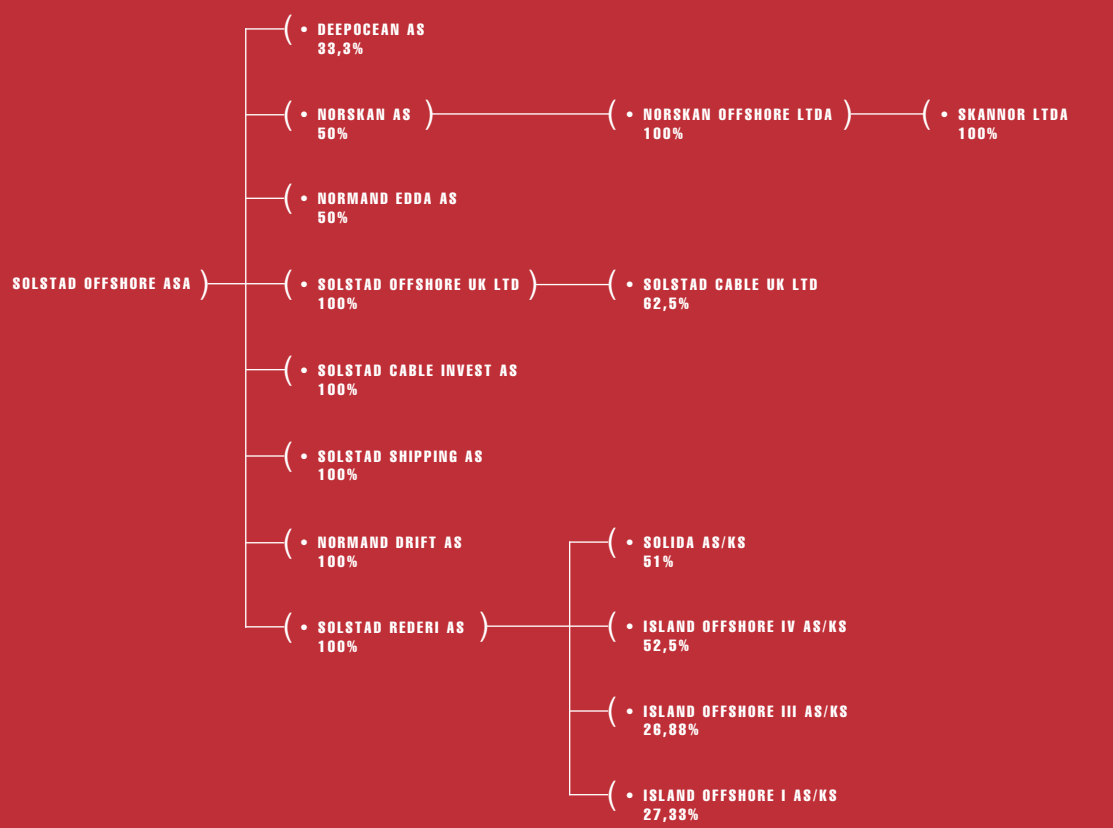 • DEEPOCEAN AS
33,3%
• NORSKAN AS
50%
• NORSKAN OFFSHORE LTDA
100%
• SKANNOR LTDA
100%
• NORMAND EDDA AS
50%
SOLSTAD OFFSHORE ASA
• SOLSTAD OFFSHORE UK LTD
100%
• SOLSTAD CABLE UK LTD
62,5%
• SOLSTAD CABLE INVEST AS
100%
• SOLSTAD SHIPPING AS
100%
• NORMAND DRIFT AS
100%
• SOLSTAD REDERI AS
100%
• SOLIDA AS/KS
51%
• ISLAND OFFSHORE IV AS/KS
52,5%
• ISLAND OFFSHORE III AS/KS
26,88%
• ISLAND OFFSHORE I AS/KS
27,33%